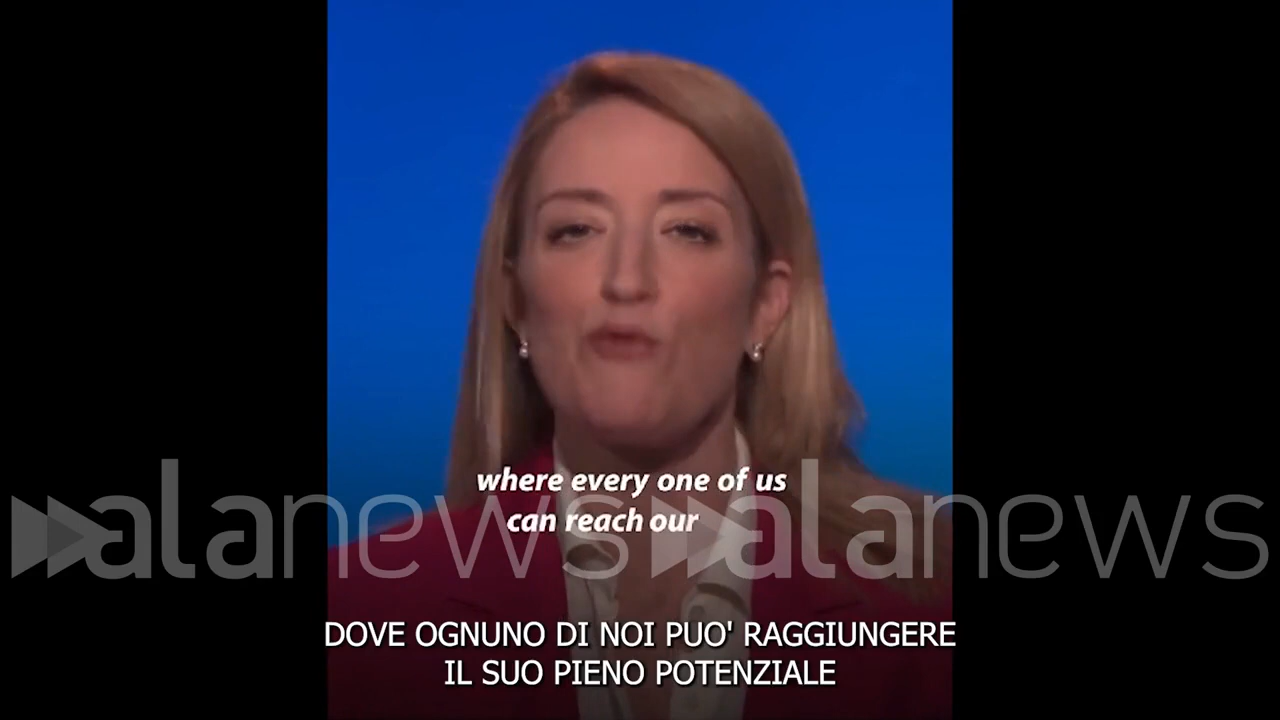 where every one of us
can reach our
alanews alanews
DOVE OGNUNO DI NOI PUO' RAGGIUNGERE
IL SUO PIENO POTENZIALE